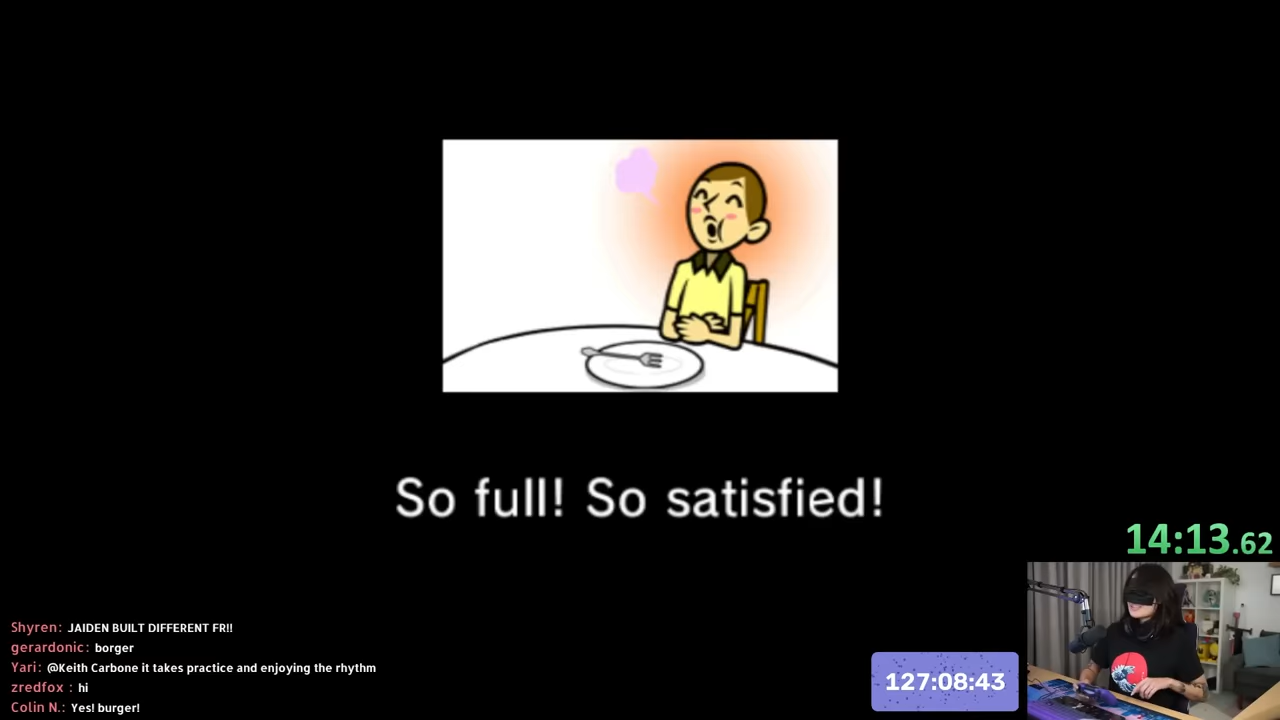 So full! So satisfied!
14:13.62
Shyren: JAIDEN BUILT DIFFERENT FR!!
gerardonic: borger
Yari: @Keith Carbone it takes practice and enjoying the rhythm
zredfox : hi
Colin N.: Yes! burger!
127:08:43